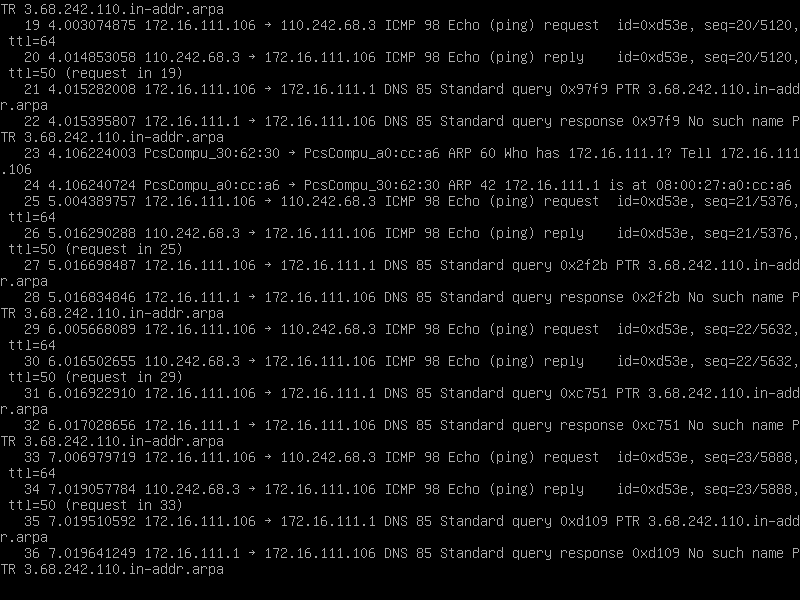 TR 3.68.242.110.in-addr.arpa
   19 4.003074875 172.16.111.106 → 110.242.68.3 ICMP 98 Echo (ping) request  id=0xd53e, seq=20/5120,
 ttl=64
   20 4.014853058 110.242.68.3 → 172.16.111.106 ICMP 98 Echo (ping) reply    id=0xd53e, seq=20/5120,
 ttl=50 (request in 19)
   21 4.015282008 172.16.111.106 → 172.16.111.1 DNS 85 Standard query 0x97f9 PTR 3.68.242.110.in-add
r.arpa
   22 4.015395807 172.16.111.1 → 172.16.111.106 DNS 85 Standard query response 0x97f9 No such name P
TR 3.68.242.110.in-addr.arpa
   23 4.106224003 PcsCompu_30:62:30 → PcsCompu_a0:cc:a6 ARP 60 Who has 172.16.111.1? Tell 172.16.111
.106
   24 4.106240724 PcsCompu_a0:cc:a6 → PcsCompu_30:62:30 ARP 42 172.16.111.1 is at 08:00:27:a0:cc:a6
   25 5.004389757 172.16.111.106 → 110.242.68.3 ICMP 98 Echo (ping) request  id=0xd53e, seq=21/5376,
 ttl=64
   26 5.016290288 110.242.68.3 → 172.16.111.106 ICMP 98 Echo (ping) reply    id=0xd53e, seq=21/5376,
 ttl=50 (request in 25)
   27 5.016698487 172.16.111.106 → 172.16.111.1 DNS 85 Standard query 0x2f2b PTR 3.68.242.110.in-add
r.arpa
   28 5.016834846 172.16.111.1 → 172.16.111.106 DNS 85 Standard query response 0x2f2b No such name P
TR 3.68.242.110.in-addr.arpa
   29 6.005668089 172.16.111.106 → 110.242.68.3 ICMP 98 Echo (ping) request  id=0xd53e, seq=22/5632,
 ttl=64
   30 6.016502655 110.242.68.3 → 172.16.111.106 ICMP 98 Echo (ping) reply    id=0xd53e, seq=22/5632,
 ttl=50 (request in 29)
   31 6.016922910 172.16.111.106 → 172.16.111.1 DNS 85 Standard query 0xc751 PTR 3.68.242.110.in-add
r.arpa
   32 6.017028656 172.16.111.1 → 172.16.111.106 DNS 85 Standard query response 0xc751 No such name P
TR 3.68.242.110.in-addr.arpa
   33 7.006979719 172.16.111.106 → 110.242.68.3 ICMP 98 Echo (ping) request  id=0xd53e, seq=23/5888,
 ttl=64
   34 7.019057784 110.242.68.3 → 172.16.111.106 ICMP 98 Echo (ping) reply    id=0xd53e, seq=23/5888,
 ttl=50 (request in 33)
   35 7.019510592 172.16.111.106 → 172.16.111.1 DNS 85 Standard query 0xd109 PTR 3.68.242.110.in-add
r.arpa
   36 7.019641249 172.16.111.1 → 172.16.111.106 DNS 85 Standard query response 0xd109 No such name P
TR 3.68.242.110.in-addr.arpa